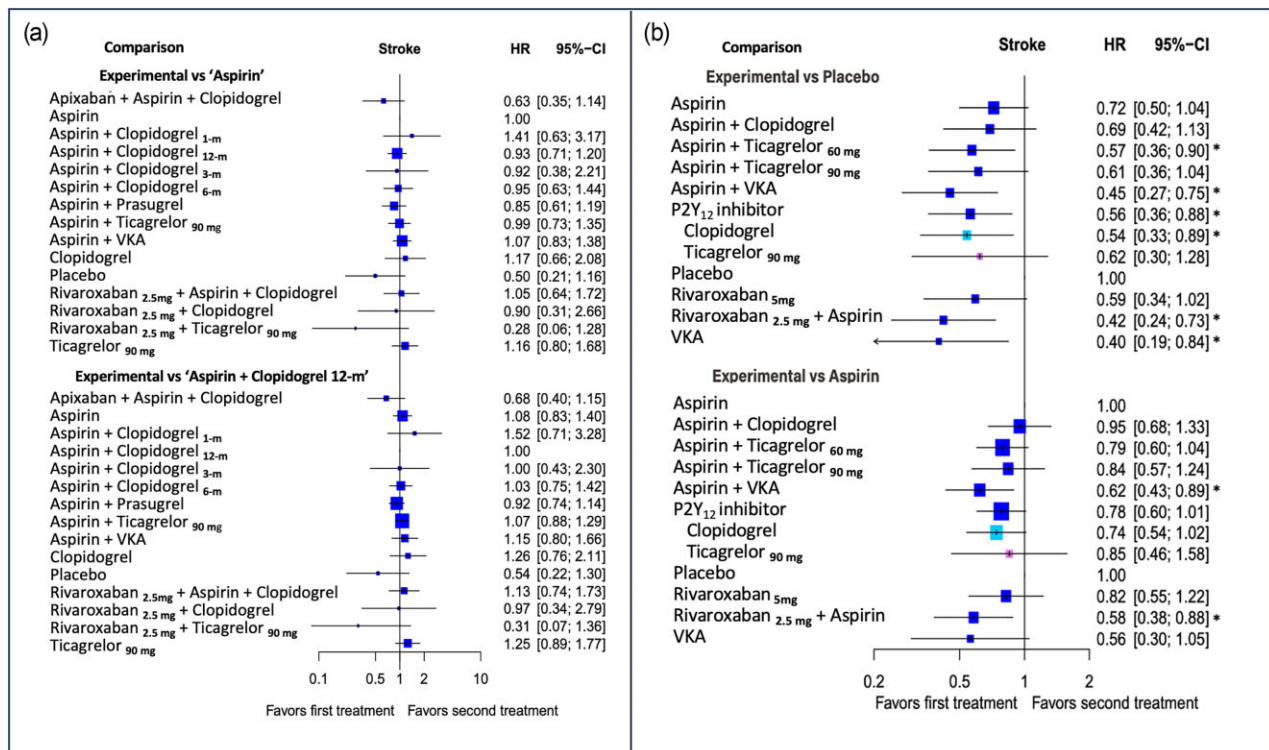 (a)
Comparison Stroke HR 95%−CI
Experimental vs ‘Aspirin’
Apixaban + Aspirin + Clopidogrel 0.63 [0.35; 1.14]
Aspirin 1.00
Aspirin + Clopidogrel 1-m 1.41 [0.63; 3.17]
Aspirin + Clopidogrel 12-m 0.93 [0.71; 1.20]
Aspirin + Clopidogrel 3-m 0.92 [0.38; 2.21]
Aspirin + Clopidogrel 6-m 0.95 [0.63; 1.44]
Aspirin + Prasugrel 0.85 [0.61; 1.19]
Aspirin + Ticagrelor 90 mg 0.99 [0.73; 1.35]
Aspirin + VKA 1.07 [0.83; 1.38]
Clopidogrel 1.17 [0.66; 2.08]
Placebo 0.50 [0.21; 1.16]
Rivaroxaban 2.5mg + Aspirin + Clopidogrel 1.05 [0.64; 1.72]
Rivaroxaban 2.5 mg + Clopidogrel 0.90 [0.31; 2.66]
Rivaroxaban 2.5 mg + Ticagrelor 90 mg 0.28 [0.06; 1.28]
Ticagrelor 90 mg 1.16 [0.80; 1.68]
Experimental vs ‘Aspirin + Clopidogrel 12-m’
Apixaban + Aspirin + Clopidogrel 0.68 [0.40; 1.15]
Aspirin 1.08 [0.83; 1.40]
Aspirin + Clopidogrel 1-m 1.52 [0.71; 3.28]
Aspirin + Clopidogrel 12-m 1.00
Aspirin + Clopidogrel 3-m 1.00 [0.43; 2.30]
Aspirin + Clopidogrel 6-m 1.03 [0.75; 1.42]
Aspirin + Prasugrel 0.92 [0.74; 1.14]
Aspirin + Ticagrelor 90 mg 1.07 [0.88; 1.29]
Aspirin + VKA 1.15 [0.80; 1.66]
Clopidogrel 1.26 [0.76; 2.11]
Placebo 0.54 [0.22; 1.30]
Rivaroxaban 2.5mg + Aspirin + Clopidogrel 1.13 [0.74; 1.73]
Rivaroxaban 2.5 mg + Clopidogrel 0.97 [0.34; 2.79]
Rivaroxaban 2.5 mg + Ticagrelor 90 mg 0.31 [0.07; 1.36]
Ticagrelor 90 mg 1.25 [0.89; 1.77]
0.1 0.5 1 2 10
Favors first treatment Favors second treatment
(b)
Comparison Stroke HR 95%−CI
Experimental vs Placebo
Aspirin 0.72 [0.50; 1.04]
Aspirin + Clopidogrel 0.69 [0.42; 1.13]
Aspirin + Ticagrelor 60 mg 0.57 [0.36; 0.90] *
Aspirin + Ticagrelor 90 mg 0.61 [0.36; 1.04]
Aspirin + VKA 0.45 [0.27; 0.75] *
P2Y12 inhibitor 0.56 [0.36; 0.88] *
Clopidogrel 0.54 [0.33; 0.89] *
Ticagrelor 90 mg 0.62 [0.30; 1.28]
Placebo 1.00
Rivaroxaban 5mg 0.59 [0.34; 1.02]
Rivaroxaban 2.5 mg + Aspirin 0.42 [0.24; 0.73] *
VKA 0.40 [0.19; 0.84] *
Experimental vs Aspirin
Aspirin 1.00
Aspirin + Clopidogrel 0.95 [0.68; 1.33]
Aspirin + Ticagrelor 60 mg 0.79 [0.60; 1.04]
Aspirin + Ticagrelor 90 mg 0.84 [0.57; 1.24]
Aspirin + VKA 0.62 [0.43; 0.89] *
P2Y12 inhibitor 0.78 [0.60; 1.01]
Clopidogrel 0.74 [0.54; 1.02]
Ticagrelor 90 mg 0.85 [0.46; 1.58]
Placebo 1.00
Rivaroxaban 5mg 0.82 [0.55; 1.22]
Rivaroxaban 2.5 mg + Aspirin 0.58 [0.38; 0.88] *
VKA 0.56 [0.30; 1.05]
0.2 0.5 1 2
Favors first treatment Favors second treatment